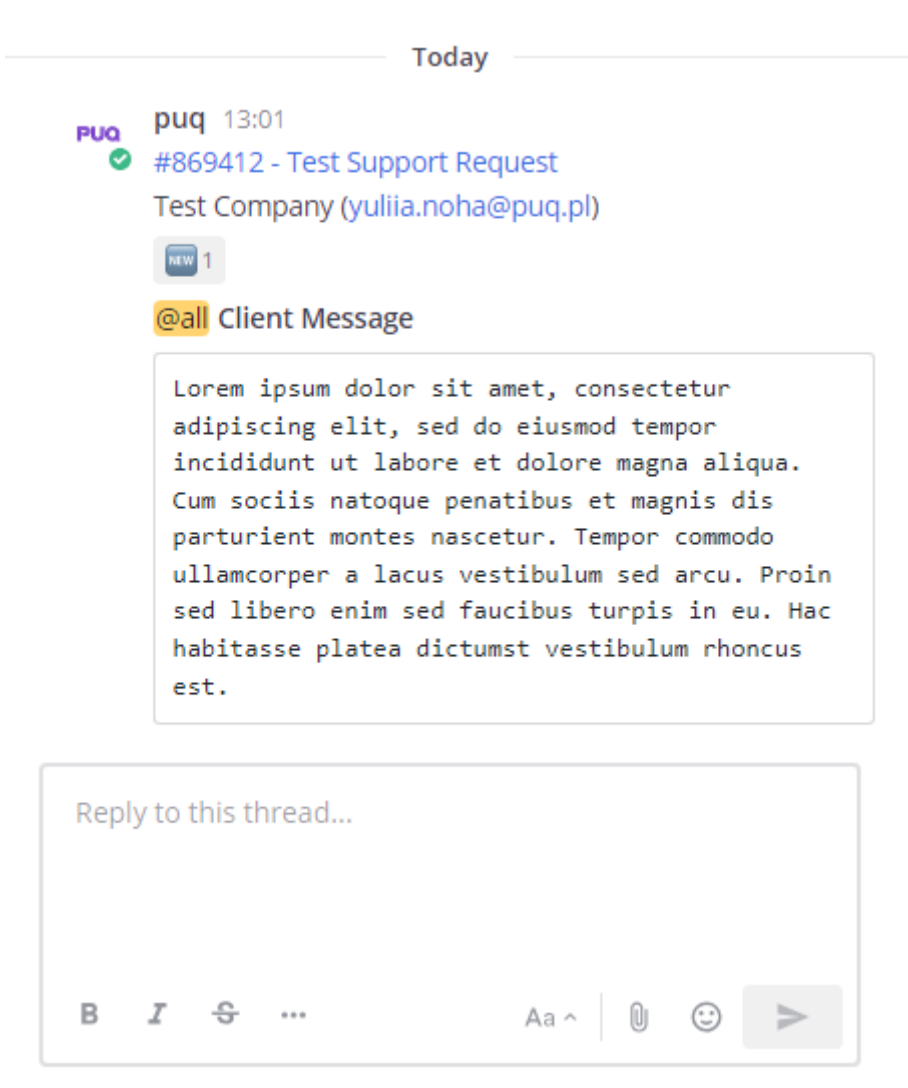 Today
puq 13:01
PUQ
#869412 - Test Support Request
Test Company (yuliia.noha@puq.pl)
NEW 1
@all Client Message
Lorem ipsum dolor sit amet, consectetur
adipiscing elit, sed do eiusmod tempor
incididunt ut labore et dolore magna aliqua.
Cum sociis natoque penatibus et magnis dis
parturient montes nascetur. Tempor commodo
ullamcorper a lacus vestibulum sed arcu. Proin
sed libero enim sed faucibus turpis in eu. Hac
habitasse platea dictumst vestibulum rhoncus
est.
Reply to this thread...
B I S ... Aa